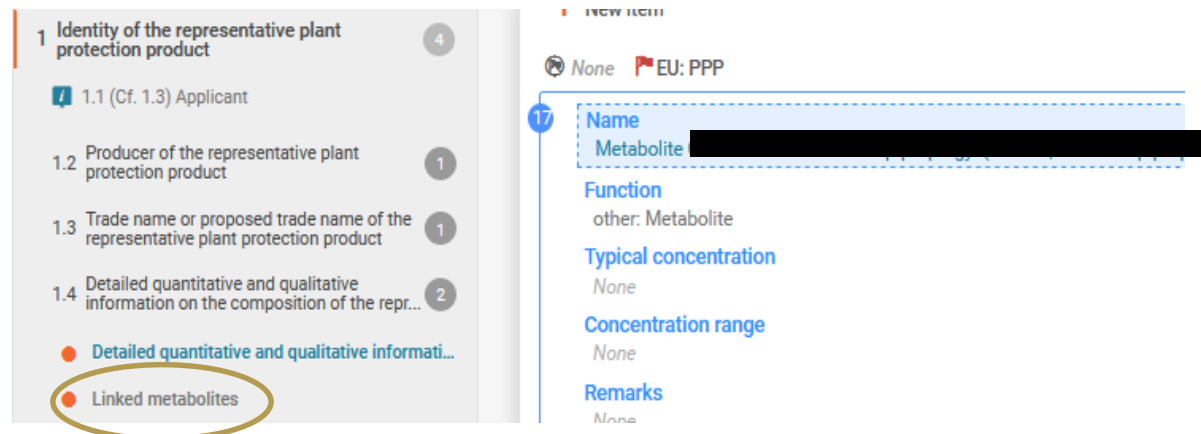 1 Identity of the representative plant
protection product
4
1.1 (Cf. 1.3) Applicant
1.2 Producer of the representative plant
protection product
1
1.3 Trade name or proposed trade name of the
representative plant protection product
1
1.4 Detailed quantitative and qualitative
information on the composition of the repr...
2
Detailed quantitative and qualitative informati...
Linked metabolites
New item
None EU: PPP
17
Name
Metabolite
Function
other: Metabolite
Typical concentration
None
Concentration range
None
Remarks
None